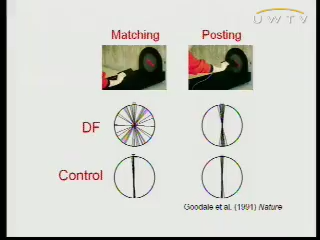 UWTV
Matching Posting
DF
Control
Goodale et al. (1991) Nature